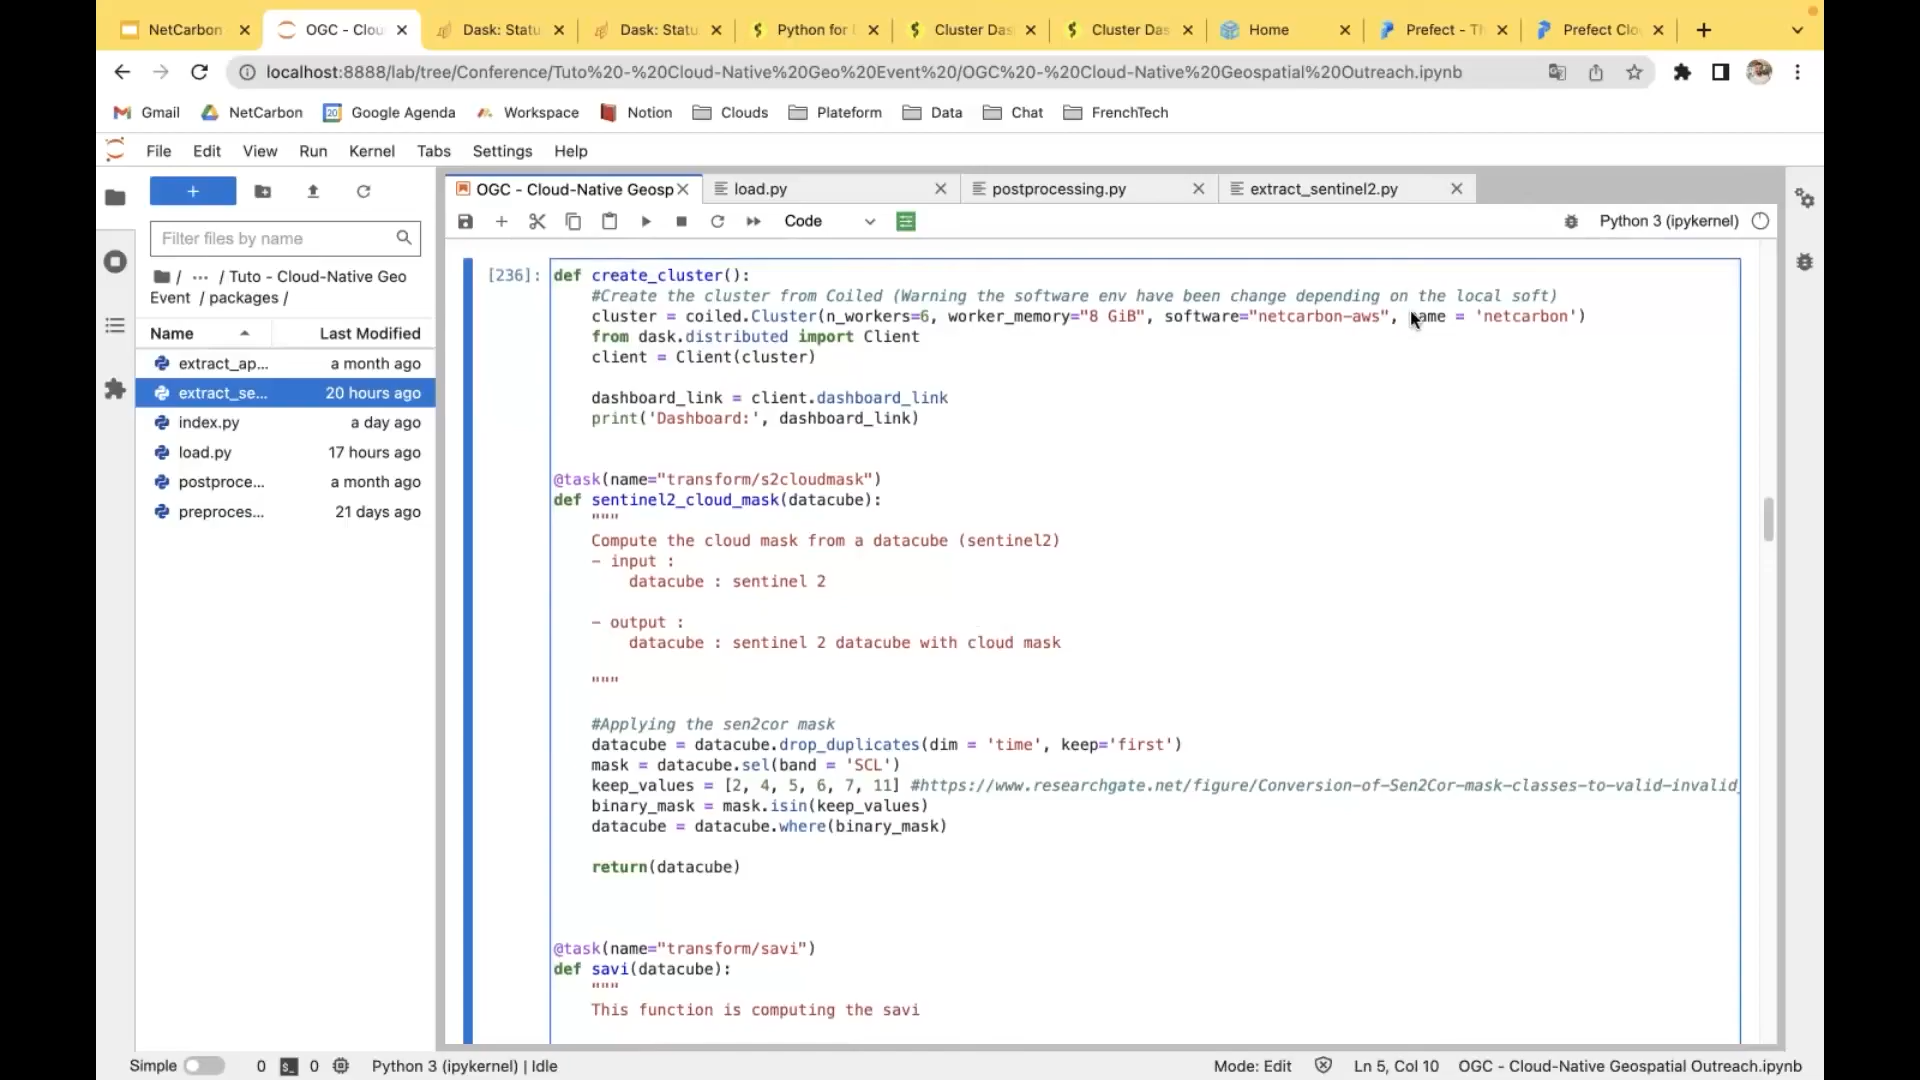 NetCarbon
OGC - Clou
Dask: Statu
Dask: Statu
Python for
Cluster Das
Cluster Das
Home
Prefect - Th
Prefect Clo
localhost:8888/lab/tree/Conference/Tuto%20-%20Cloud-Native%20Geo%20Event%20/OGC%20-%20Cloud-Native%20Geospatial%20Outreach.ipynb
Gmail
NetCarbon
Google Agenda
Workspace
Notion
Clouds
Plateform
Data
Chat
FrenchTech
File Edit View Run Kernel Tabs Settings Help
Filter files by name
/ ··· / Tuto - Cloud-Native Geo
Event / packages /
Name Last Modified
extract_ap... a month ago
extract_se... 20 hours ago
index.py a day ago
load.py 17 hours ago
postproce... a month ago
preproces... 21 days ago
OGC - Cloud-Native Geosp
load.py
postprocessing.py
extract_sentinel2.py
Code
Python 3 (ipykernel)
[236]: def create_cluster():
#Create the cluster from Coiled (Warning the software env have been change depending on the local soft)
cluster = coiled.Cluster(n_workers=6, worker_memory="8 GiB", software="netcarbon-aws", name = 'netcarbon')
from dask.distributed import Client
client = Client(cluster)
dashboard_link = client.dashboard_link
print('Dashboard:', dashboard_link)
@task(name="transform/s2cloudmask")
def sentinel2_cloud_mask(datacube):
"""
Compute the cloud mask from a datacube (sentinel2)
- input :
datacube : sentinel 2
- output :
datacube : sentinel 2 datacube with cloud mask
"""
#Applying the sen2cor mask
datacube = datacube.drop_duplicates(dim = 'time', keep='first')
mask = datacube.sel(band = 'SCL')
keep_values = [2, 4, 5, 6, 7, 11] #https://www.researchgate.net/figure/Conversion-of-Sen2Cor-mask-classes-to-valid-invalid_
binary_mask = mask.isin(keep_values)
datacube = datacube.where(binary_mask)
return(datacube)
@task(name="transform/savi")
def savi(datacube):
"""
This function is computing the savi
Simple 0 0 Python 3 (ipykernel) | Idle Mode: Edit Ln 5, Col 10 OGC - Cloud-Native Geospatial Outreach.ipynb